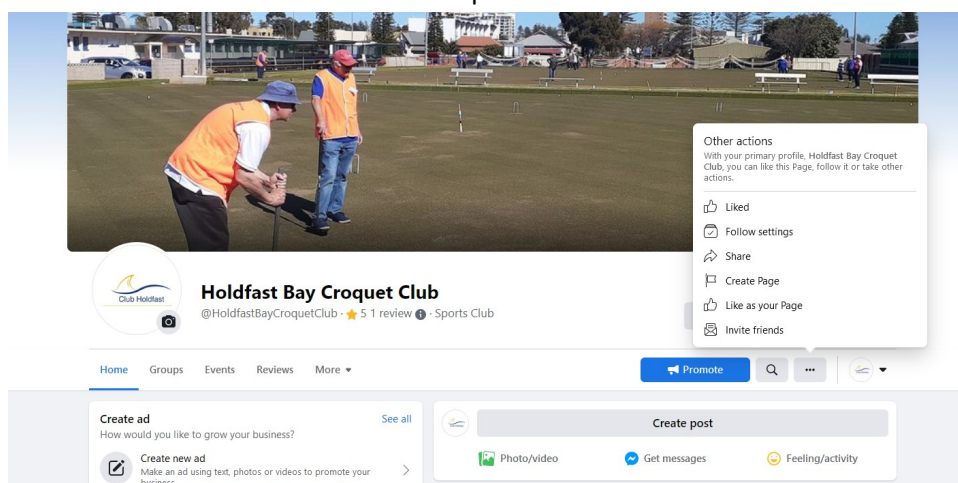 Other actions
With your primary profile, Holdfast Bay Croquet
Club, you can like this Page, follow it or take other
actions.
Liked
Follow settings
Share
Create Page
Like as your Page
Invite friends
Club Holdfast
Holdfast Bay Croquet Club
@HoldfastBayCroquetClub · 5 1 review · Sports Club
Home Groups Events Reviews More Promote
Create ad See all
How would you like to grow your business?
Create new ad
Make an ad using text, photos or videos to promote your
business
Create post
Photo/video Get messages Feeling/activity